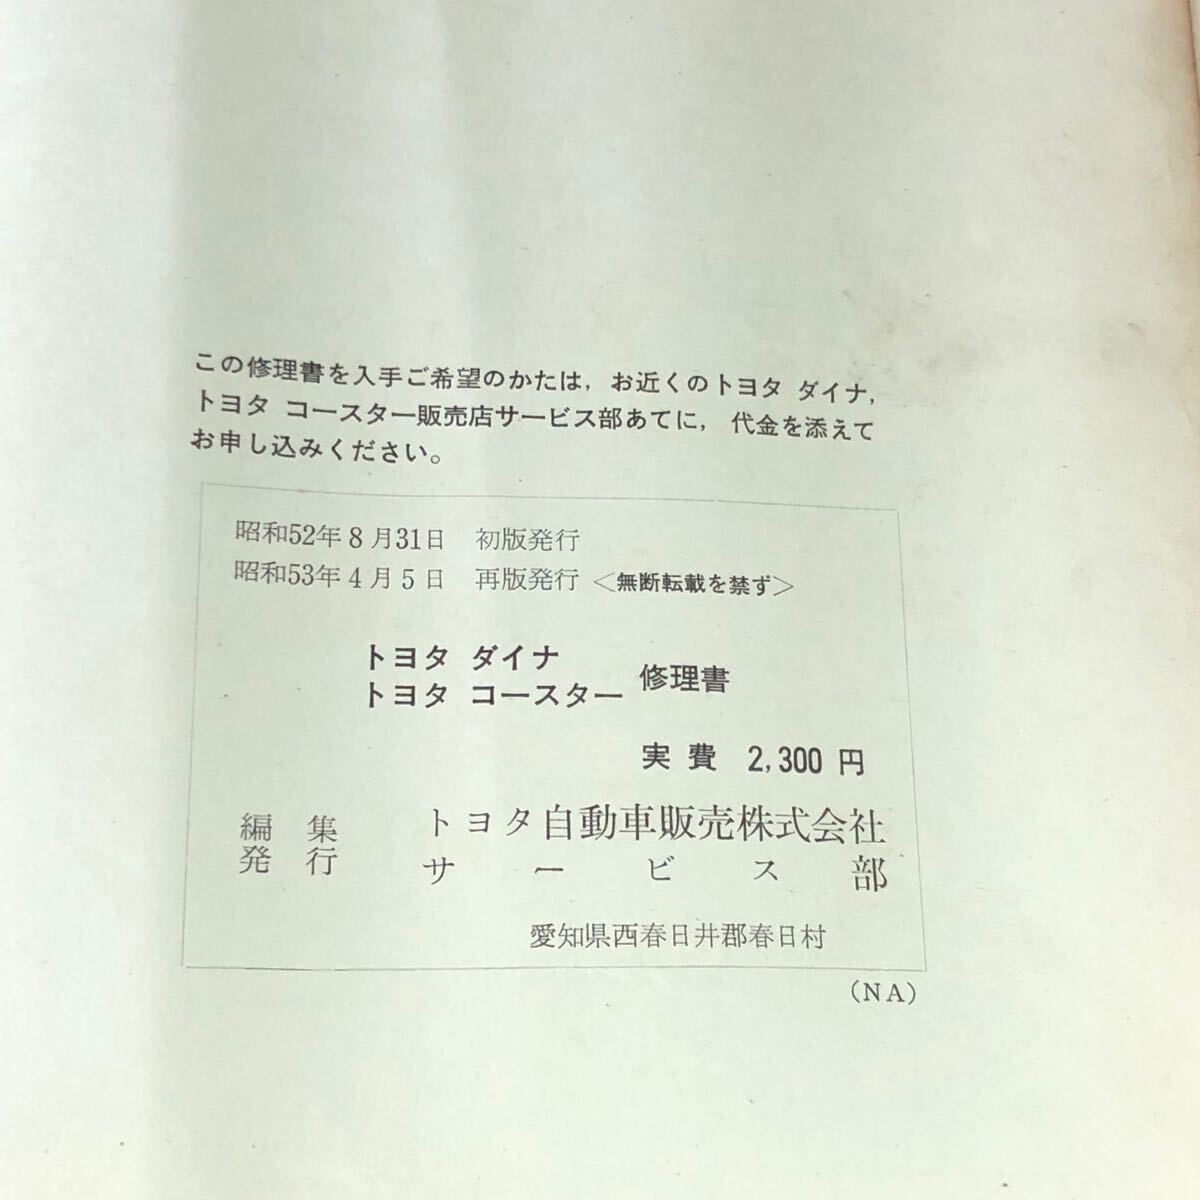 この修理書を入手ご希望のかたは，お近くのトヨタ ダイナ，
トヨタ コースター販売店サービス部あてに，代金を添えて
お申し込みください。
昭和52年8月31日 初版発行
昭和53年4月5日 再版発行 <無断転載を禁ず>
トヨタ ダイナ
トヨタ コースター 修理書
実費 2,300円
編集 トヨタ自動車販売株式会社
発行 サービス部
愛知県西春日井郡春日村
(NA)